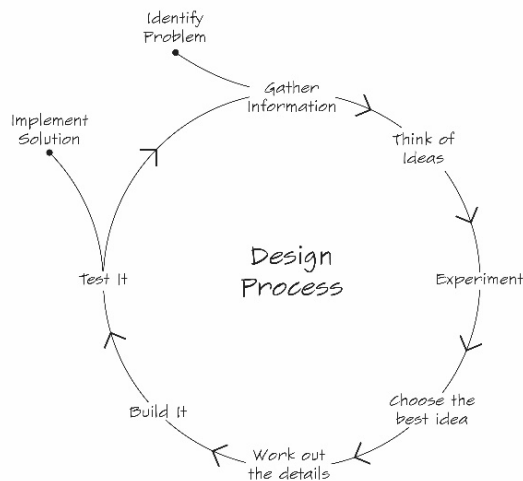 Identify
Problem
Gather
Information
Think of
Ideas
Experiment
Choose the
best idea
Work out
the details
Build It
Test It
Implement
Solution
Design
Process